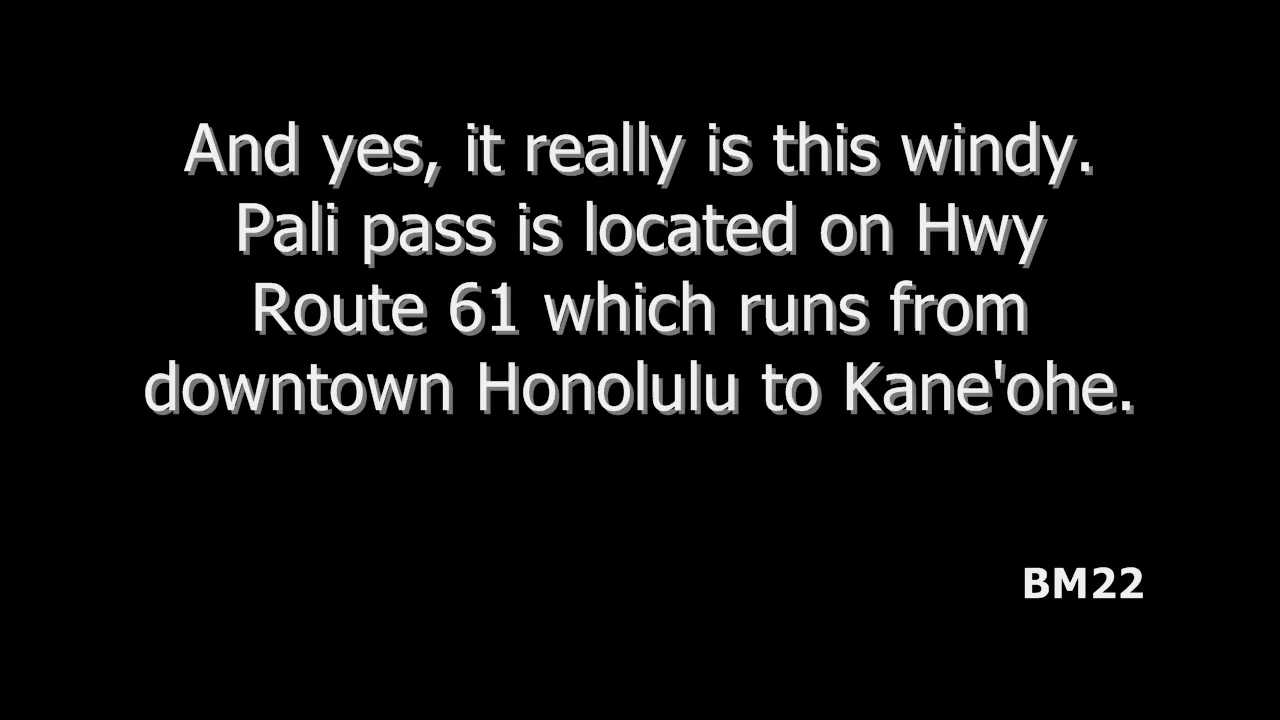 And yes, it really is this windy.
Pali pass is located on Hwy
Route 61 which runs from
downtown Honolulu to Kane'ohe.
BM22